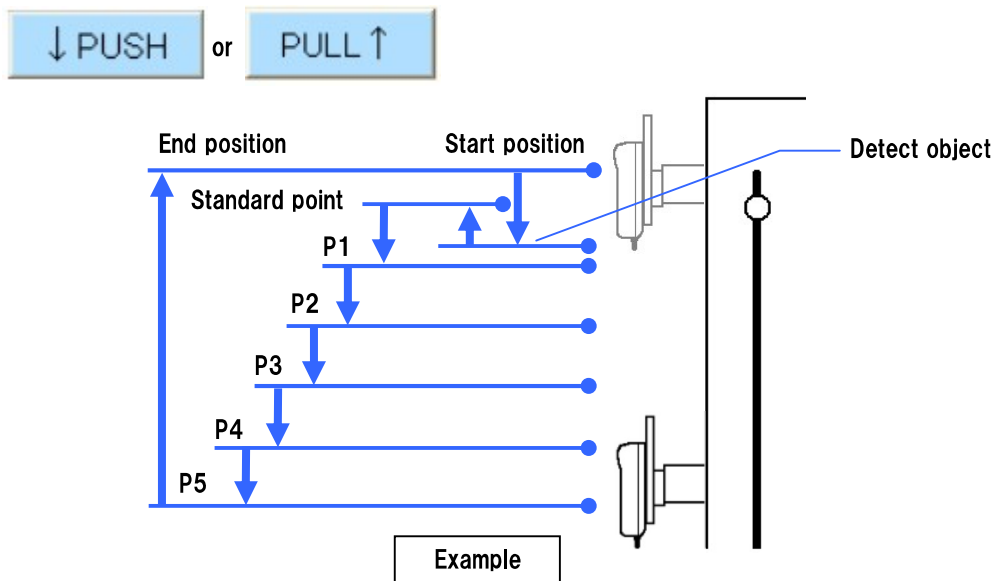 ↓PUSH or PULL↑
End position
Start position
Detect object
Standard point
P1
P2
P3
P4
P5
Example